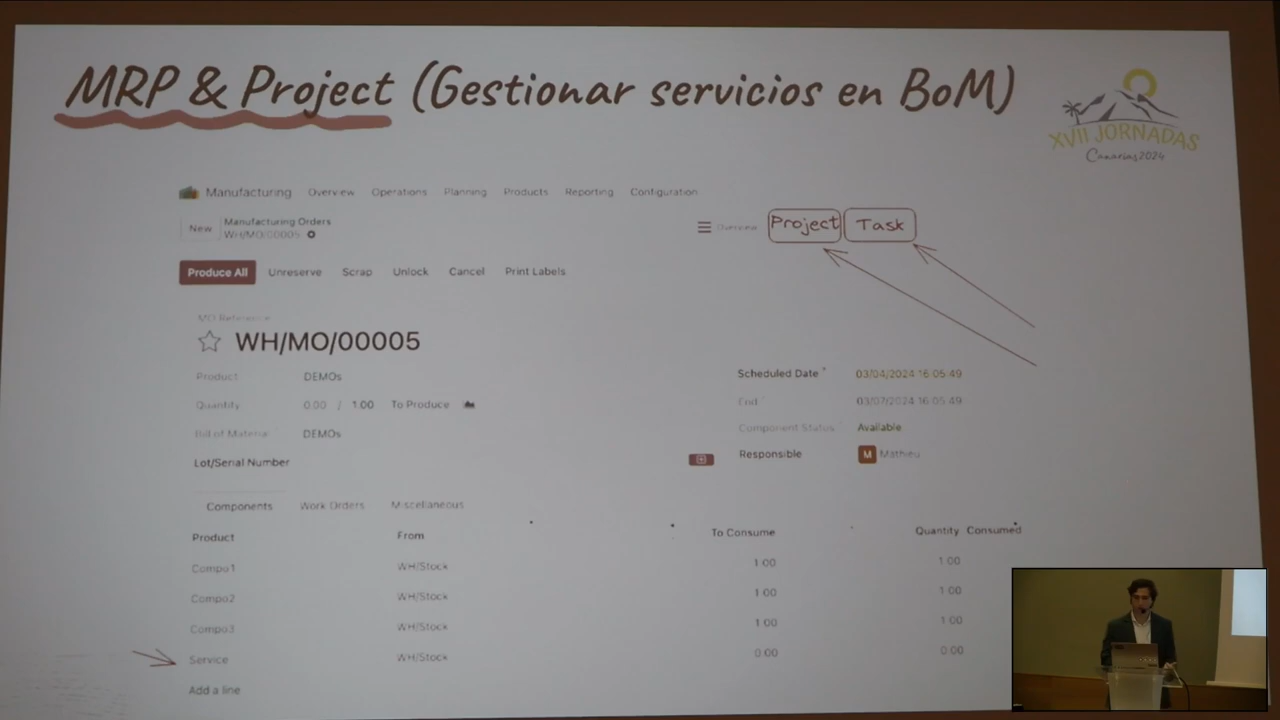 MRP & Project (Gestionar servicios en BoM)
XVII JORNADAS
Canarias 2024
Manufacturing Overview Operations Planning Products Reporting Configuration
New Manufacturing Orders
WH/MO/00005
Overview Project Task
Produce All Unreserve Scrap Unlock Cancel Print Labels
MO Reference
WH/MO/00005
Product DEMOs
Scheduled Date 03/04/2024 16:05:49
Quantity 0.00 / 1.00 To Produce
End 03/07/2024 16:05:49
Bill of Material DEMOs
Component Status Available
Lot/Serial Number
Responsible M Mathieu
Components Work Orders Miscellaneous
Product From To Consume Quantity Consumed
Compo1 WH/Stock 1.00 1.00
Compo2 WH/Stock 1.00 1.00
Compo3 WH/Stock 1.00 1.00
Service WH/Stock 0.00 0.00
Add a line